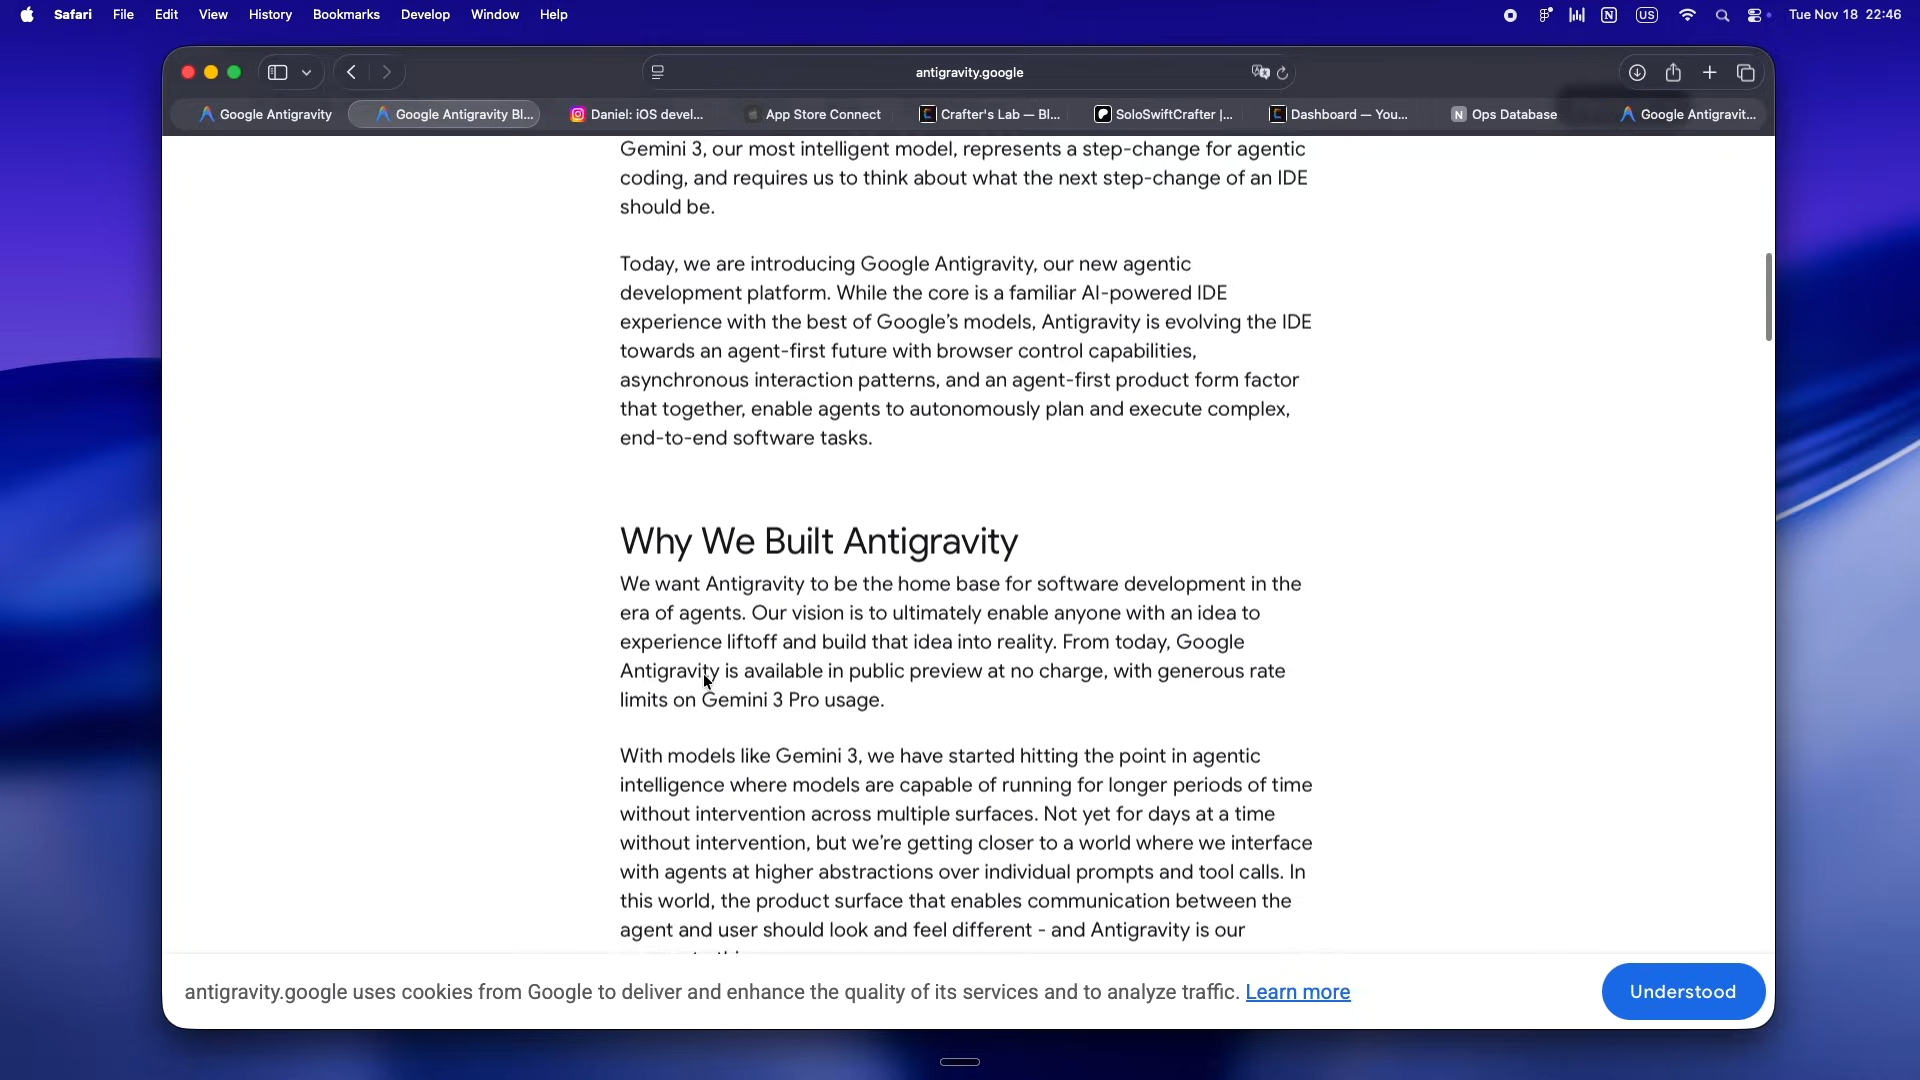 Safari File Edit View History Bookmarks Develop Window Help
N US Tue Nov 18 22:46
antigravity.google
Google Antigravity Google Antigravity Bl... Daniel: iOS devel... App Store Connect Crafter's Lab — Bl... SoloSwiftCrafter |... Dashboard — You... N Ops Database Google Antigravit...
Gemini 3, our most intelligent model, represents a step-change for agentic
coding, and requires us to think about what the next step-change of an IDE
should be.
Today, we are introducing Google Antigravity, our new agentic
development platform. While the core is a familiar AI-powered IDE
experience with the best of Google's models, Antigravity is evolving the IDE
towards an agent-first future with browser control capabilities,
asynchronous interaction patterns, and an agent-first product form factor
that together, enable agents to autonomously plan and execute complex,
end-to-end software tasks.
Why We Built Antigravity
We want Antigravity to be the home base for software development in the
era of agents. Our vision is to ultimately enable anyone with an idea to
experience liftoff and build that idea into reality. From today, Google
Antigravity is available in public preview at no charge, with generous rate
limits on Gemini 3 Pro usage.
With models like Gemini 3, we have started hitting the point in agentic
intelligence where models are capable of running for longer periods of time
without intervention across multiple surfaces. Not yet for days at a time
without intervention, but we're getting closer to a world where we interface
with agents at higher abstractions over individual prompts and tool calls. In
this world, the product surface that enables communication between the
agent and user should look and feel different - and Antigravity is our
antigravity.google uses cookies from Google to deliver and enhance the quality of its services and to analyze traffic. Learn more
Understood